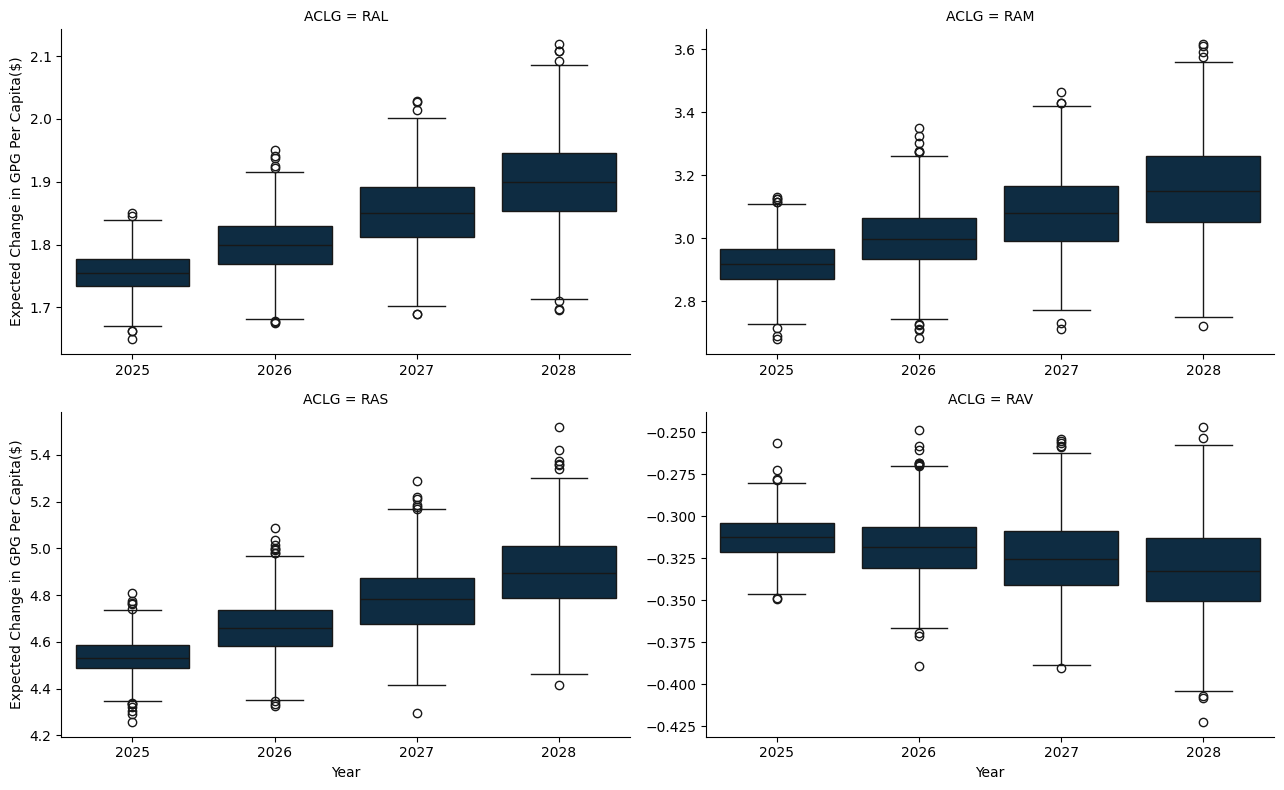 ACLG = RAL
Expected Change in GPG Per Capita($)
2.1
2.0
1.9
1.8
1.7
2025 2026 2027 2028
ACLG = RAM
3.6
3.4
3.2
3.0
2.8
2025 2026 2027 2028
ACLG = RAS
Expected Change in GPG Per Capita($)
5.4
5.2
5.0
4.8
4.6
4.4
4.2
2025 2026 2027 2028
Year
ACLG = RAV
−0.250
−0.275
−0.300
−0.325
−0.350
−0.375
−0.400
−0.425
2025 2026 2027 2028
Year